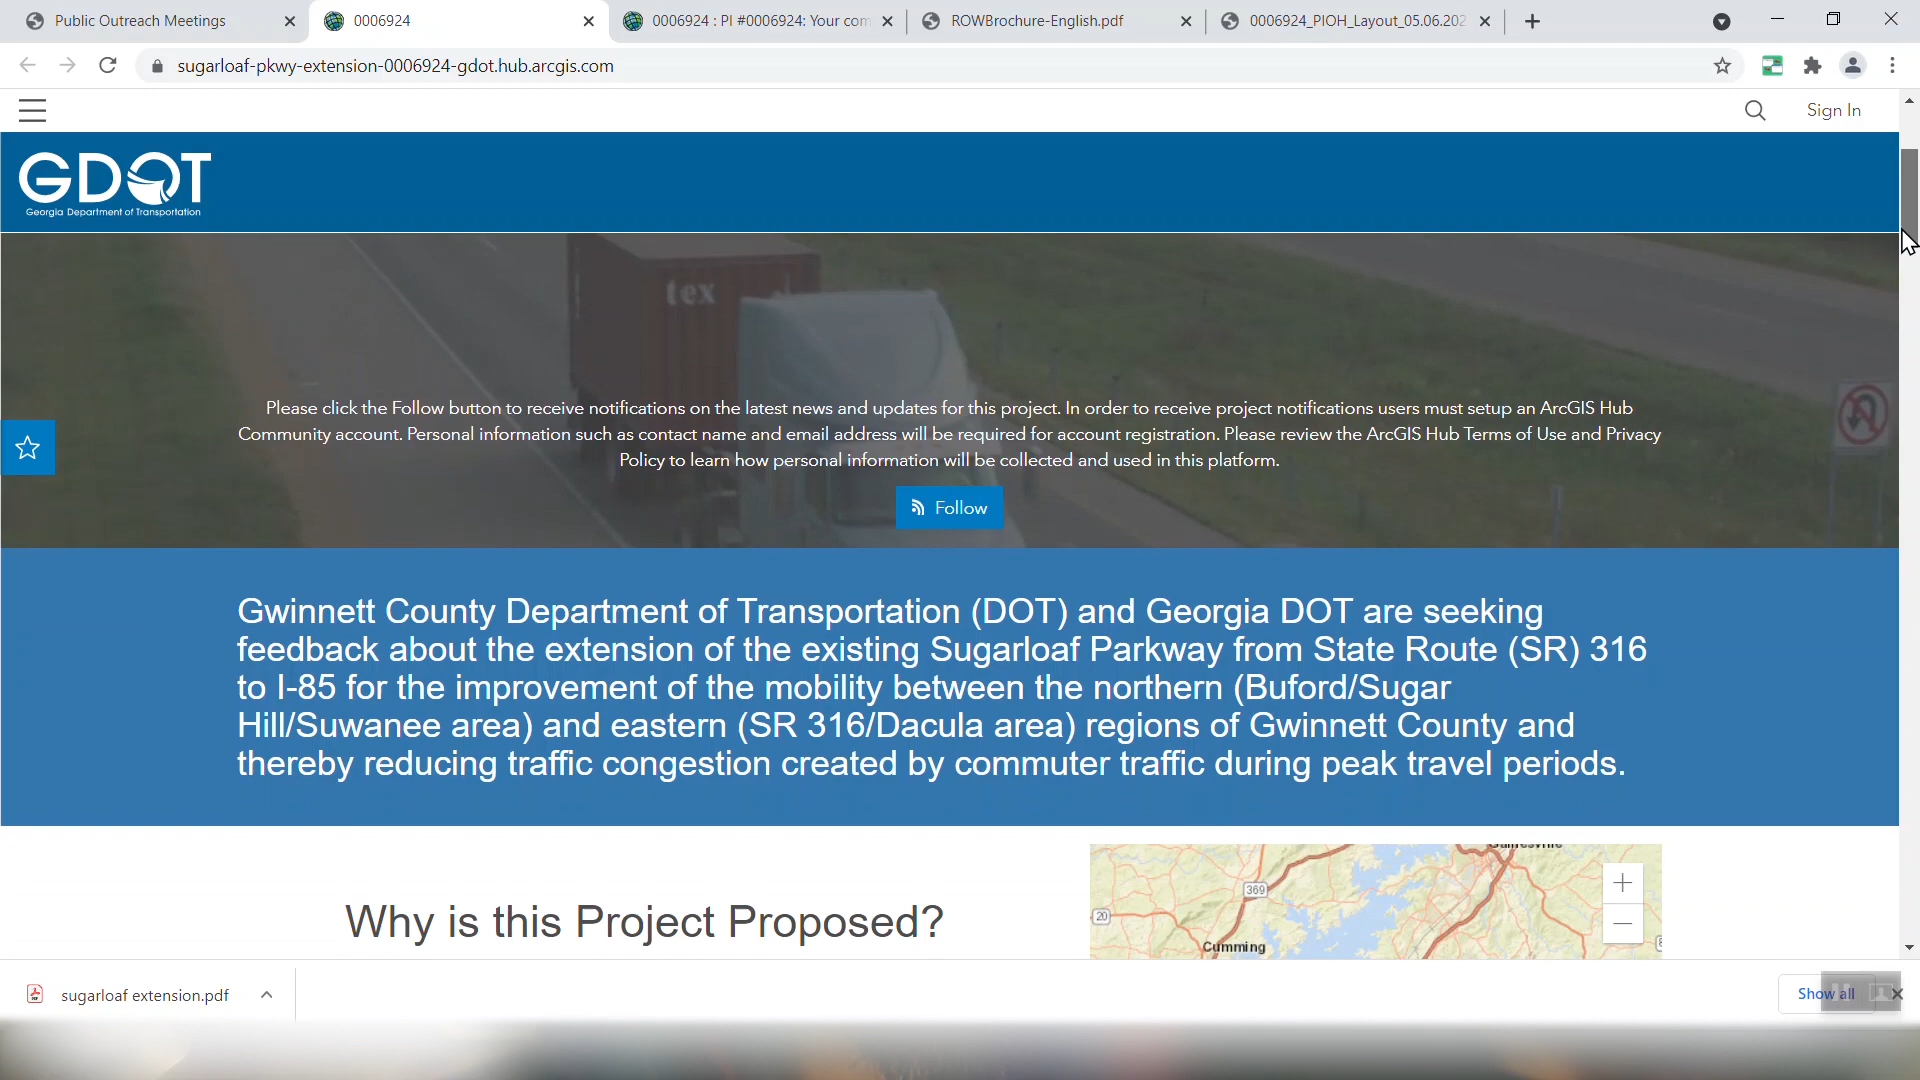 Public Outreach Meetings
0006924
0006924 : PI #0006924: Your com
ROWBrochure-English.pdf
0006924_PIOH_Layout_05.06.202
sugarloaf-pkwy-extension-0006924-gdot.hub.arcgis.com
Sign In
GDOT
Georgia Department of Transportation
tex
Please click the Follow button to receive notifications on the latest news and updates for this project. In order to receive project notifications users must setup an ArcGIS Hub
Community account. Personal information such as contact name and email address will be required for account registration. Please review the ArcGIS Hub Terms of Use and Privacy
Policy to learn how personal information will be collected and used in this platform.
Follow
Gwinnett County Department of Transportation (DOT) and Georgia DOT are seeking
feedback about the extension of the existing Sugarloaf Parkway from State Route (SR) 316
to I-85 for the improvement of the mobility between the northern (Buford/Sugar
Hill/Suwanee area) and eastern (SR 316/Dacula area) regions of Gwinnett County and
thereby reducing traffic congestion created by commuter traffic during peak travel periods.
Why is this Project Proposed?
Gainesville
369
20
Cumming
sugarloaf extension.pdf
Show all